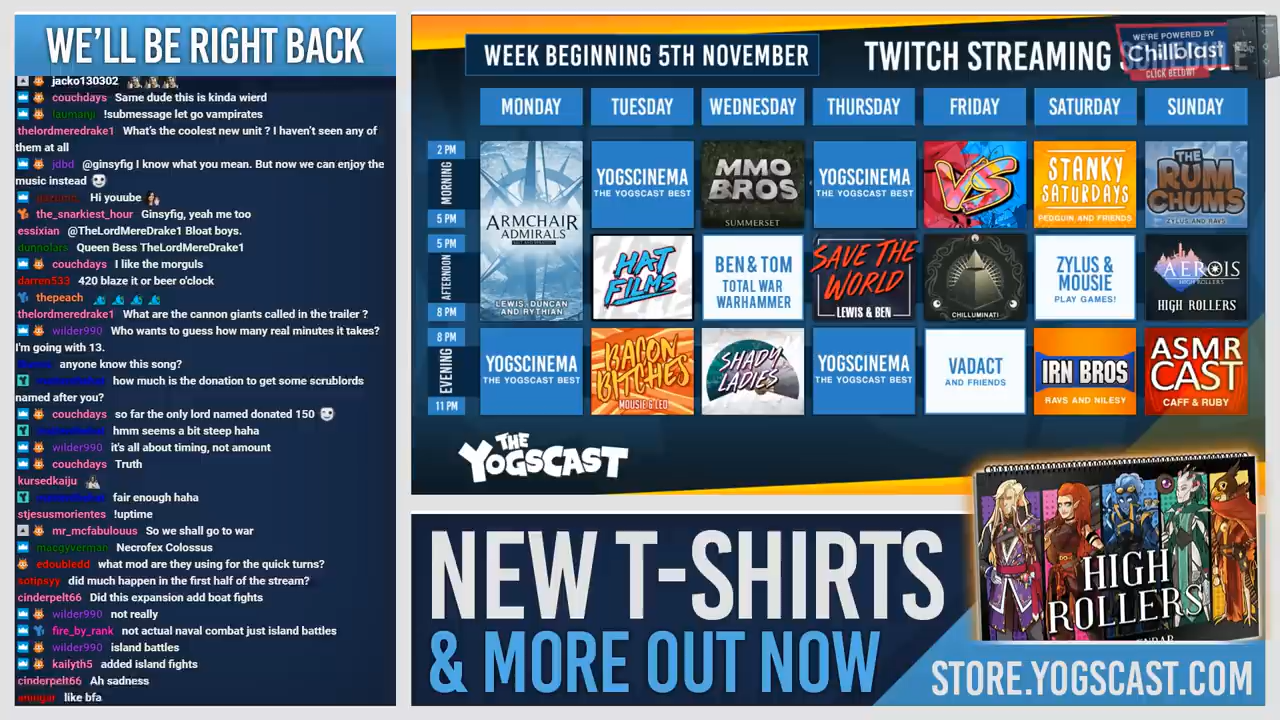 WE'LL BE RIGHT BACK
jacko130302
couchdays Same dude this is kinda wierd
!submessage let go vampirates
thelordmeredrake1 What's the coolest new unit ? I haven't seen any of
them at all
jdbd @ginsyfig I know what you mean. But now we can enjoy the
music instead
Hi yooube
the_snarkiest_hour Ginsyfig, yeah me too
essixian @TheLordMereDrake1 Bloat boys.
dunnolars Queen Bess TheLordMereDrake1
couchdays I like the morguls
darren533 420 blaze it or beer o'clock
thepeach
thelordmeredrake1 What are the cannon giants called in the trailer ?
wilder990 Who wants to guess how many real minutes it takes?
I'm going with 13.
anyone know this song?
how much is the donation to get some scrublords
named after you?
couchdays so far the only lord named donated 150
hmm seems a bit steep haha
wilder990 it's all about timing, not amount
couchdays Truth
kursedkaiju
fair enough haha
stjesusmorientes !uptime
mr_mcfabulouus So we shall go to war
macgyverman Necrofex Colossus
edoubledd what mod are they using for the quick turns?
sotipsyy did much happen in the first half of the stream?
cinderpelt66 Did this expansion add boat fights
wilder990 not really
fire_by_rank not actual naval combat just island battles
wilder990 island battles
kailyth5 added island fights
cinderpelt66 Ah sadness
like bfa
WEEK BEGINNING 5TH NOVEMBER
TWITCH STREAMING
WE'RE POWERED BY
Chillblast
CLICK BELOW!
MONDAY TUESDAY WEDNESDAY THURSDAY FRIDAY SATURDAY SUNDAY
2 PM
MORNING
5 PM
5 PM
AFTERNOON
8 PM
8 PM
EVENING
11 PM
ARMCHAIR
ADMIRALS
LEWIS, DUNCAN
AND RYTHIAN
YOGSCINEMA
THE YOGSCAST BEST
MMO
BROS
SUMMERSET
YOGSCINEMA
THE YOGSCAST BEST
VS
STANKY
SATURDAYS
PEDGUIN AND FRIENDS
THE
RUM
CHUMS
ZYLUS AND RAVS
HAT
FILMS
BEN & TOM
TOTAL WAR
WARHAMMER
SAVE THE
WORLD
LEWIS & BEN
CHILLUMINATI
ZYLUS &
MOUSIE
PLAY GAMES!
AEROIS
HIGH ROLLERS
HIGH ROLLERS
YOGSCINEMA
THE YOGSCAST BEST
BACON
BITCHES
MOUSIE & LEO
SHADY
LADIES
YOGSCINEMA
THE YOGSCAST BEST
VADACT
AND FRIENDS
IRN BROS
RAVS AND NILESY
ASMR
CAST
CAFF & RUBY
THE
YOGSCAST
NEW T-SHIRTS
& MORE OUT NOW
HIGH
ROLLERS
STORE.YOGSCAST.COM